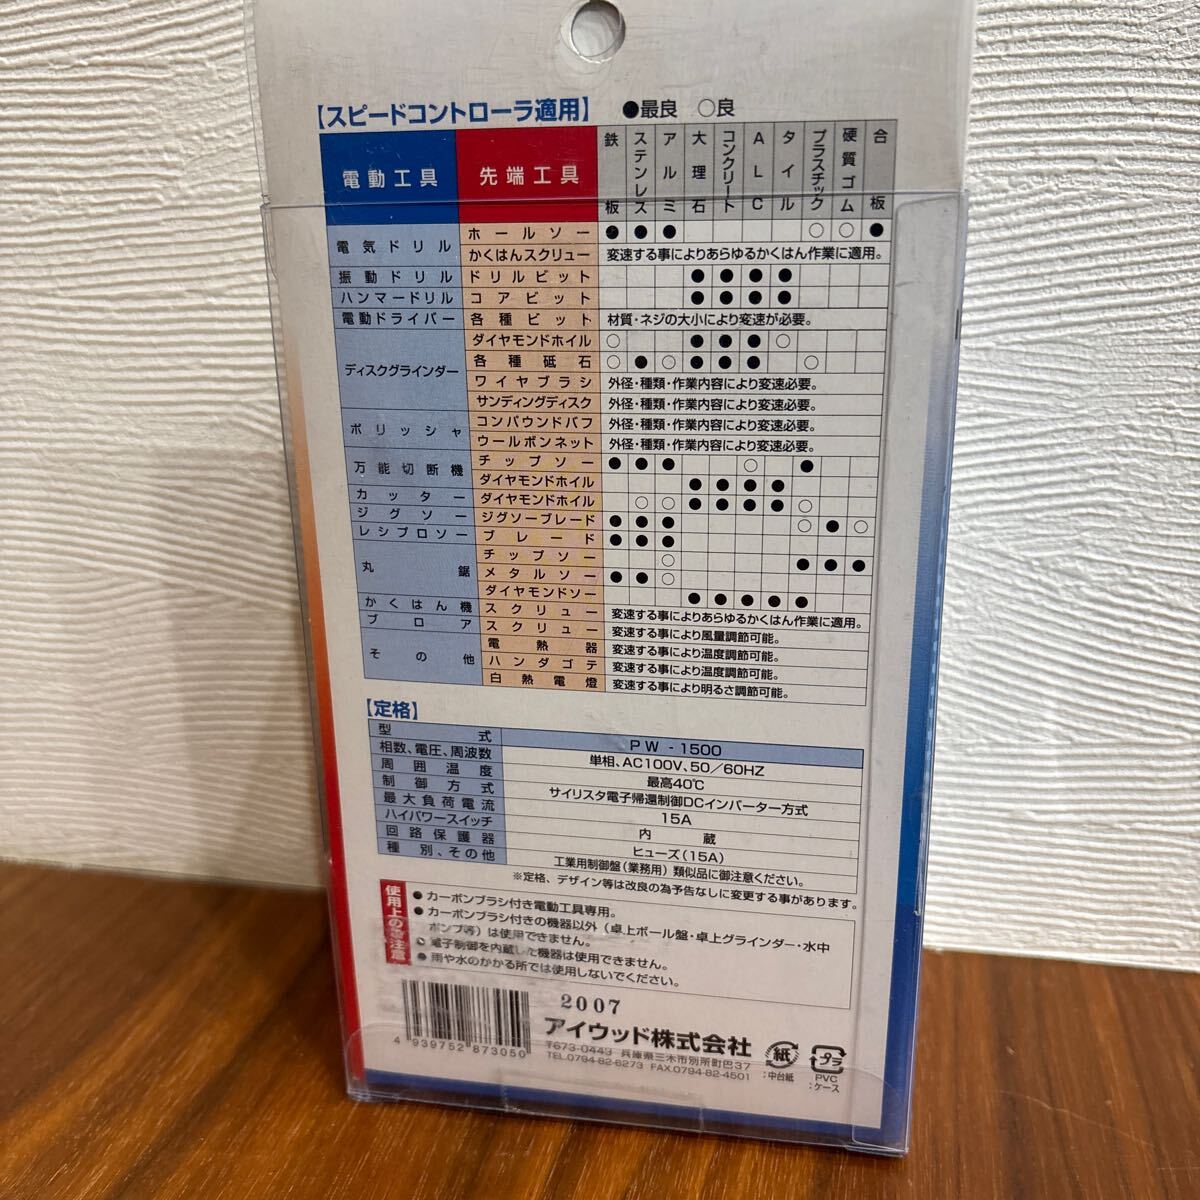 【スピードコントローラ適用】 ●最良 ○良
電動工具 先端工具 鉄板 ステンレス アルミ 大理石 コンクリート ALC タイル プラスチック 硬質ゴム 合板
電気ドリル ホールソー ● ● ● ○ ○ ●
かくはんスクリュー 変速する事によりあらゆるかくはん作業に適用。
振動ドリル ドリルビット ● ● ● ●
ハンマードリル コアビット ● ● ● ●
電動ドライバー 各種ビット 材質・ネジの大小により変速が必要。
ディスクグラインダー ダイヤモンドホイル ○ ● ● ● ○
各種砥石 ○ ● ○ ● ● ● ○
ワイヤブラシ 外径・種類・作業内容により変速必要。
サンディングディスク 外径・種類・作業内容により変速必要。
ポリッシャ コンパウンドバフ 外径・種類・作業内容により変速必要。
ウールボンネット 外径・種類・作業内容により変速必要。
万能切断機 チップソー ● ● ● ○ ●
ダイヤモンドホイル ● ● ● ●
カッター ダイヤモンドホイル ○ ○ ● ● ● ● ○
ジグソー ジグソーブレード ● ● ● ○ ● ○
レシプロソー ブレード ● ● ●
丸鋸 チップソー ○ ● ● ●
メタルソー ● ● ○
ダイヤモンドソー ● ● ● ● ●
かくはん機 スクリュー 変速する事によりあらゆるかくはん作業に適用。
ブロア スクリュー 変速する事により風量調節可能。
その他 電熱器 変速する事により温度調節可能。
ハンダゴテ 変速する事により温度調節可能。
白熱電燈 変速する事により明るさ調節可能。
【定格】
型式 PW-1500
相数、電圧、周波数 単相、AC100V、50/60HZ
周囲温度 最高40℃
制御方式 サイリスタ電子帰還制御DCインバーター方式
最大負荷電流 15A
ハイパワースイッチ 内蔵
回路保護器 ヒューズ(15A)
種別、その他 工業用制御盤(業務用)類似品に御注意ください。
※定格、デザイン等は改良の為予告なしに変更する事があります。
使用上のご注意
●カーボンブラシ付き電動工具専用。
●カーボンブラシ付きの機器以外(卓上ボール盤・卓上グラインダー・水中
ポンプ等)は使用できません。
●電子制御を内蔵した機器は使用できません。
●雨や水のかかる所では使用しないでください。
4 939752 873050
2007
アイウッド株式会社
〒673-0443 兵庫県三木市別所町巴37
TEL.0794-82-6273 FAX.0794-82-4501
紙
:中台紙
プラ
PVC
:ケース